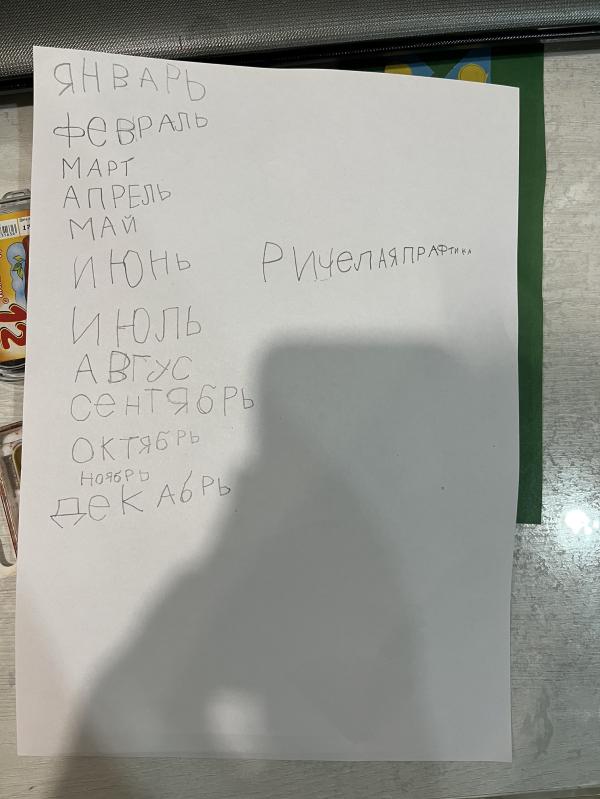 ЯНВАРЬ
ФЕВРАЛЬ
МАРТ
АПРЕЛЬ
МАЙ
ИЮНЬ
РИЧЕЛАЯПРАФТИКА
ИЮЛЬ
АВГУС
СЕНТЯБРЬ
ОКТЯБРЬ
НОЯБРЬ
ДЕКАБРЬ